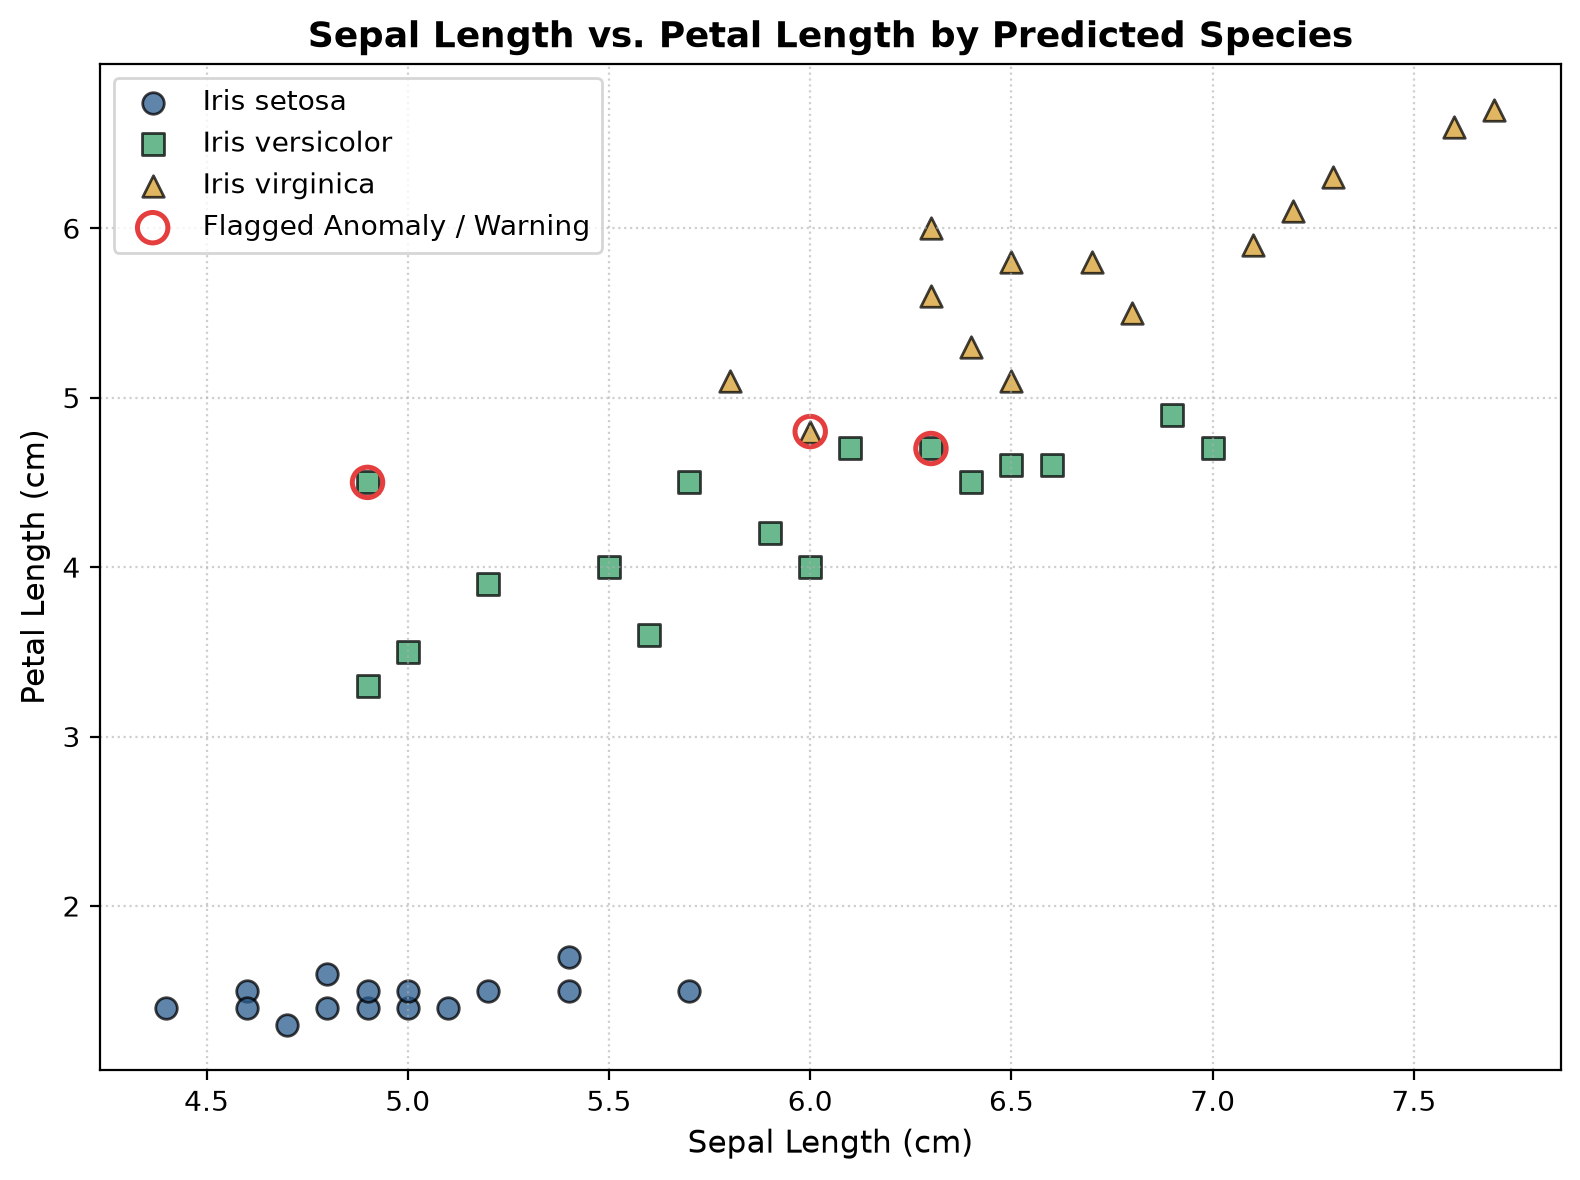 Sepal Length vs. Petal Length by Predicted Species
Iris setosa
Iris versicolor
Iris virginica
Flagged Anomaly / Warning
6
5
4
3
2
Petal Length (cm)
4.5 5.0 5.5 6.0 6.5 7.0 7.5
Sepal Length (cm)